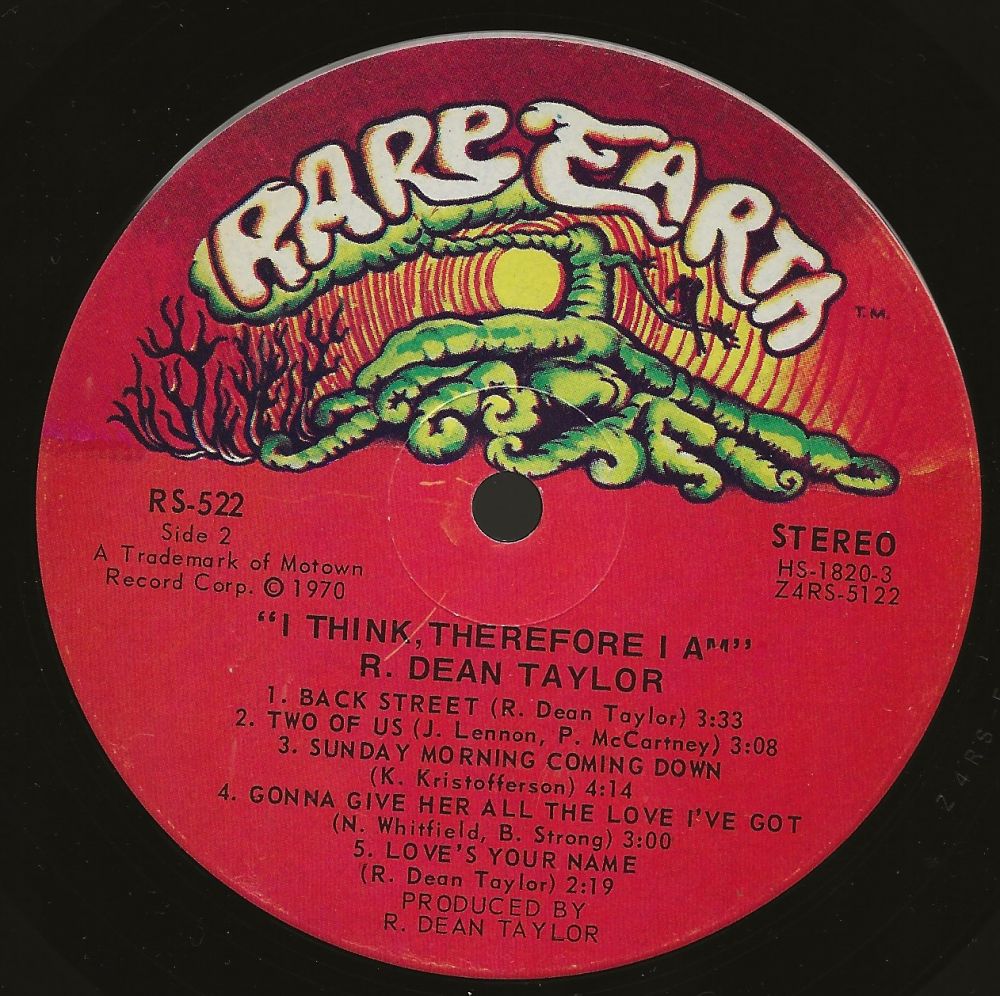 RARE EARTH
T.M.
RS-522
Side 2
A Trademark of Motown
Record Corp. © 1970
STEREO
HS-1820-3
Z4RS-5122
"I THINK, THEREFORE I AM"
R. DEAN TAYLOR
1. BACK STREET (R. Dean Taylor) 3:33
2. TWO OF US (J. Lennon, P. McCartney) 3:08
3. SUNDAY MORNING COMING DOWN
(K. Kristofferson) 4:14
4. GONNA GIVE HER ALL THE LOVE I'VE GOT
(N. Whitfield, B. Strong) 3:00
5. LOVE'S YOUR NAME
(R. Dean Taylor) 2:19
PRODUCED BY
R. DEAN TAYLOR